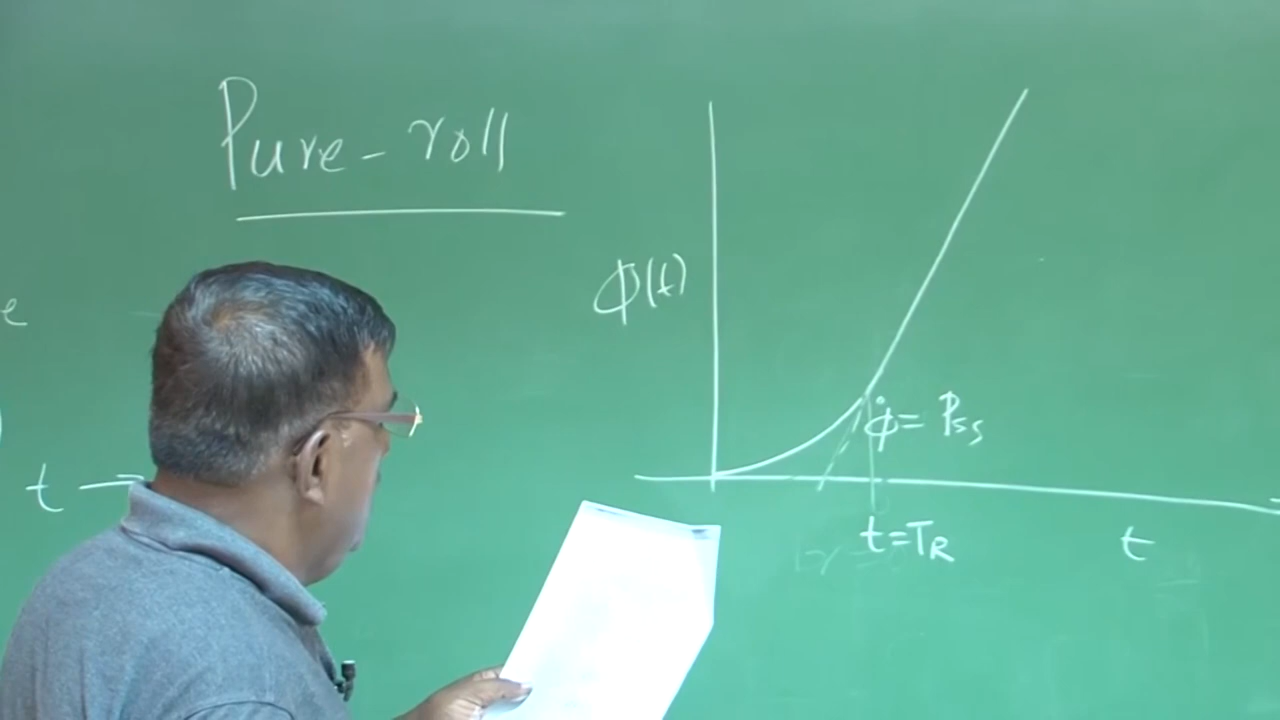 Pure-roll
e
ϕ(t)
ϕ̇ = Pss
t →
t = TR
t